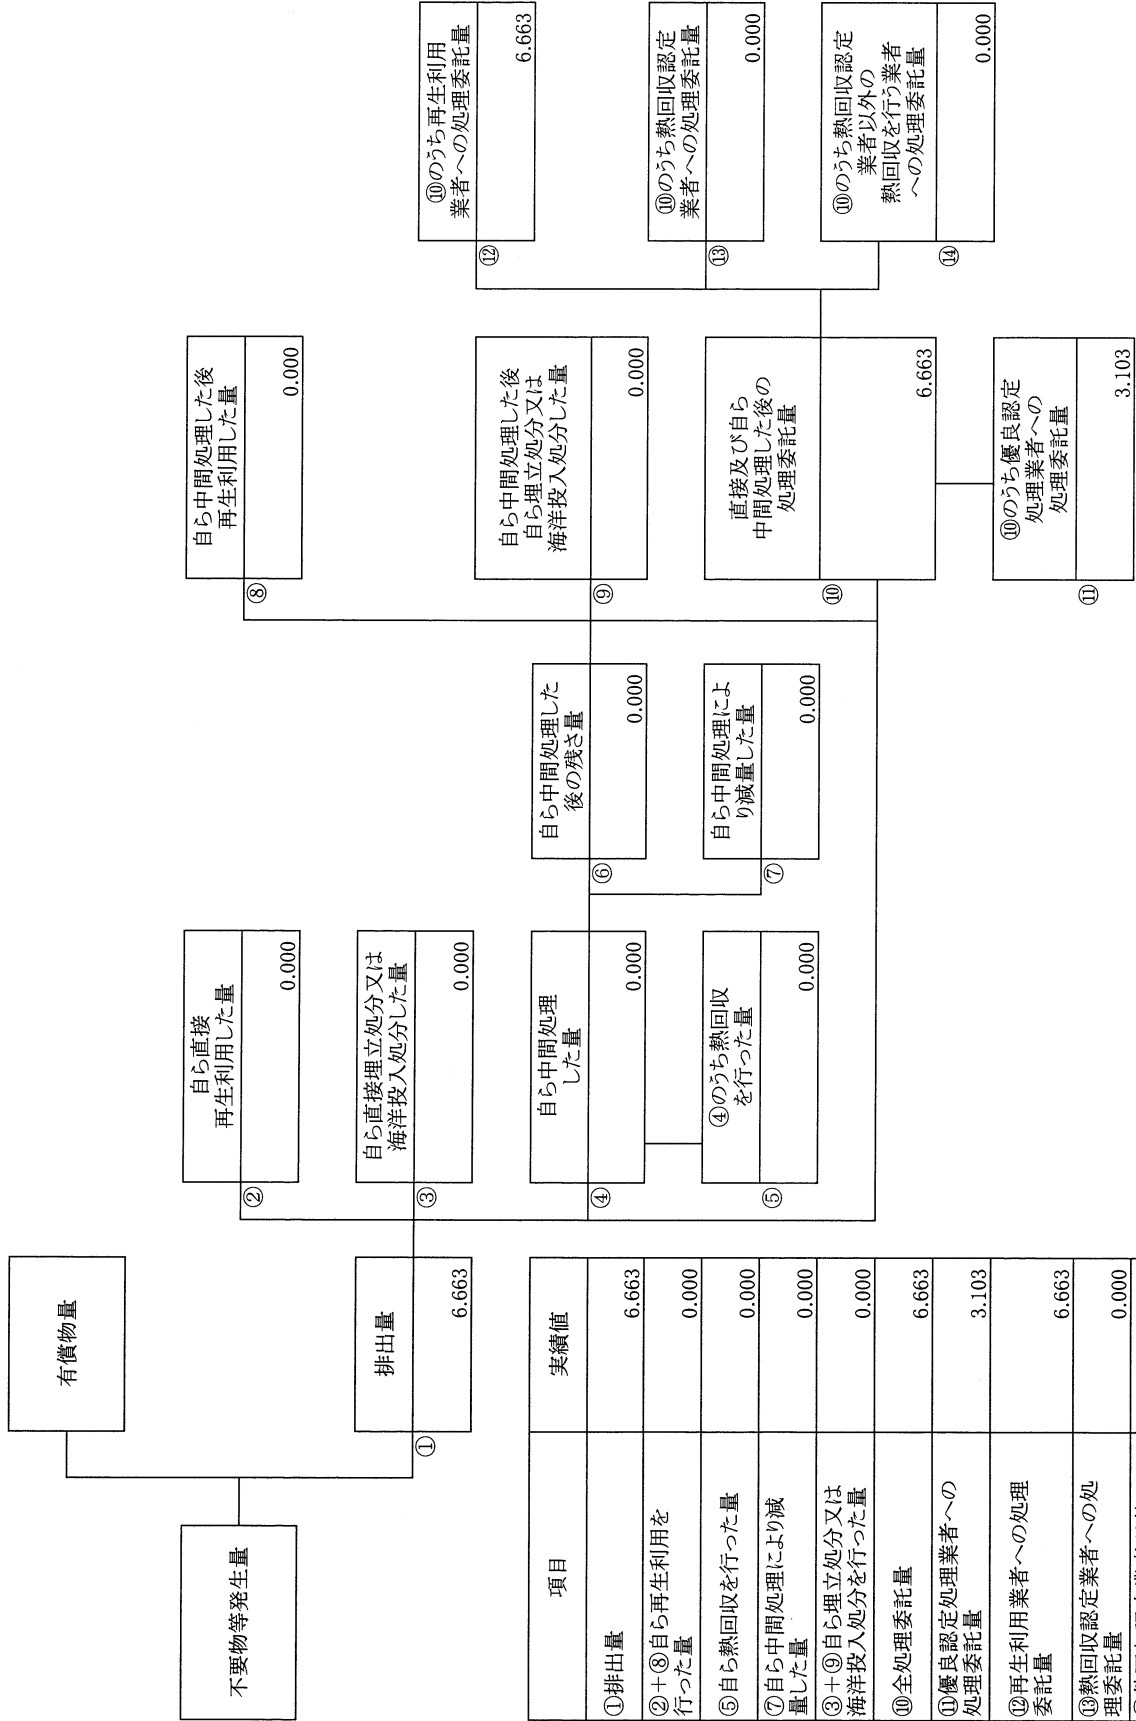 不要物等発生量
有償物量
①
排出量
6.663
②
自ら直接
再生利用した量
0.000
③
自ら直接埋立処分又は
海洋投入処分した量
0.000
④
自ら中間処理
した量
0.000
⑤
④のうち熱回収
を行った量
0.000
⑥
自ら中間処理した
後の残さ量
0.000
⑦
自ら中間処理によ
り減量した量
0.000
⑧
自ら中間処理した後
再生利用した量
0.000
⑨
自ら中間処理した後
自ら埋立処分又は
海洋投入処分した量
0.000
⑩
直接及び自ら
中間処理した後の
処理委託量
6.663
⑪
⑩のうち優良認定
処理業者への
処理委託量
3.103
⑫
⑩のうち再生利用
業者への処理委託量
6.663
⑬
⑩のうち熱回収認定
業者への処理委託量
0.000
⑭
⑩のうち熱回収認定
業者以外の
熱回収を行う業者
への処理委託量
0.000
項目 実績値
①排出量 6.663
②+⑧自ら再生利用を
行った量 0.000
⑤自ら熱回収を行った量 0.000
⑦自ら中間処理により減
量した量 0.000
③+⑨自ら埋立処分又は
海洋投入処分を行った量 0.000
⑩全処理委託量 6.663
⑪優良認定処理業者への
処理委託量 3.103
⑫再生利用業者への処理
委託量 6.663
⑬熱回収認定業者への処
理委託量 0.000